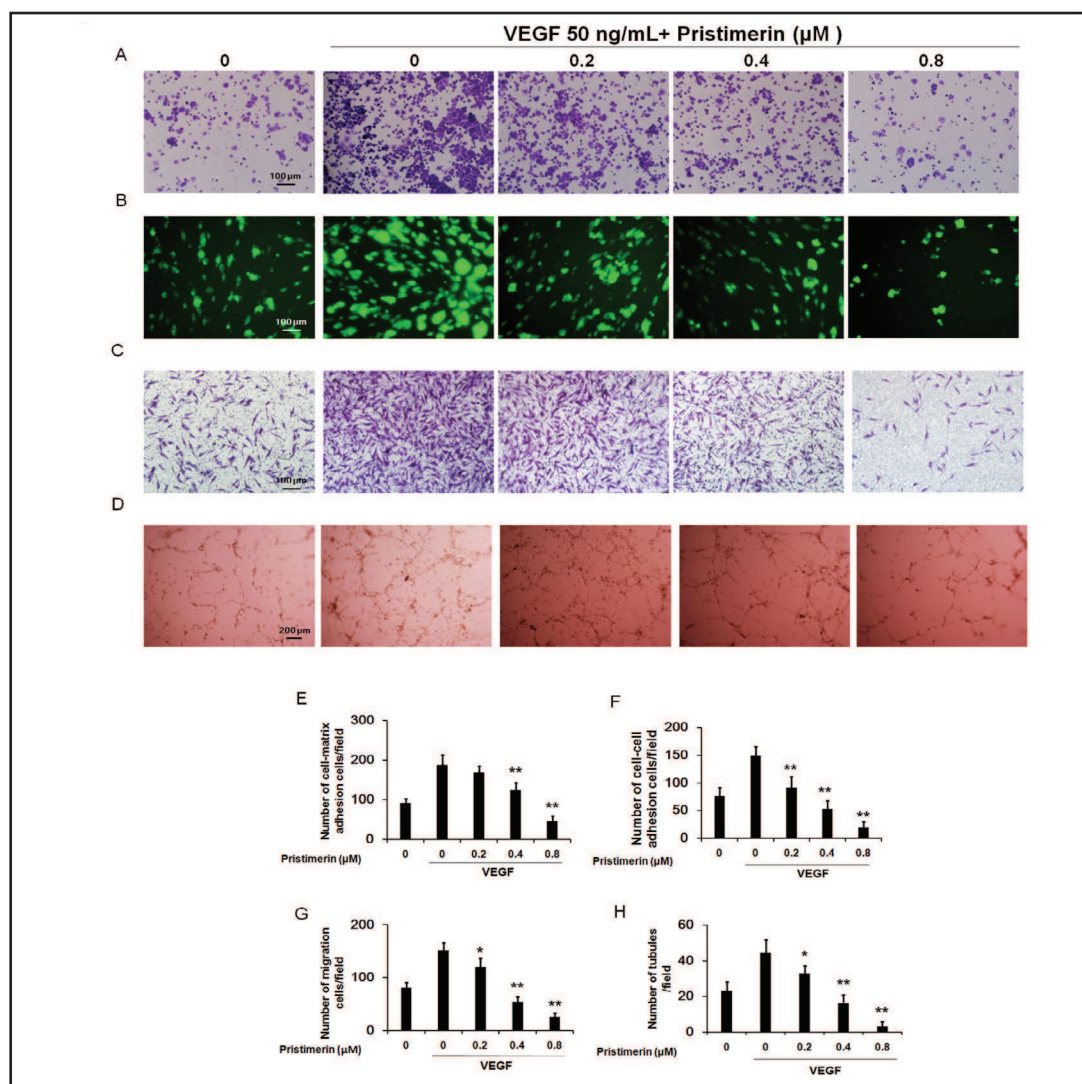 VEGF 50 ng/mL+ Pristimerin (µM )
A
0 0 0.2 0.4 0.8
100 µm
B
100 µm
C
100 µm
D
200 µm
E
Number of cell-matrix
adhesion cells/field
300
200
100
0
Pristimerin (µM) 0 0 0.2 0.4 0.8
VEGF
** **
F
Number of cell-cell
adhesion cells/field
200
150
100
50
0
Pristimerin (µM) 0 0 0.2 0.4 0.8
VEGF
** ** **
G
Number of migration
cells/field
200
100
0
Pristimerin (µM) 0 0 0.2 0.4 0.8
VEGF
* ** **
H
Number of tubules
/field
60
40
20
0
Pristimerin (µM) 0 0 0.2 0.4 0.8
VEGF
* ** **